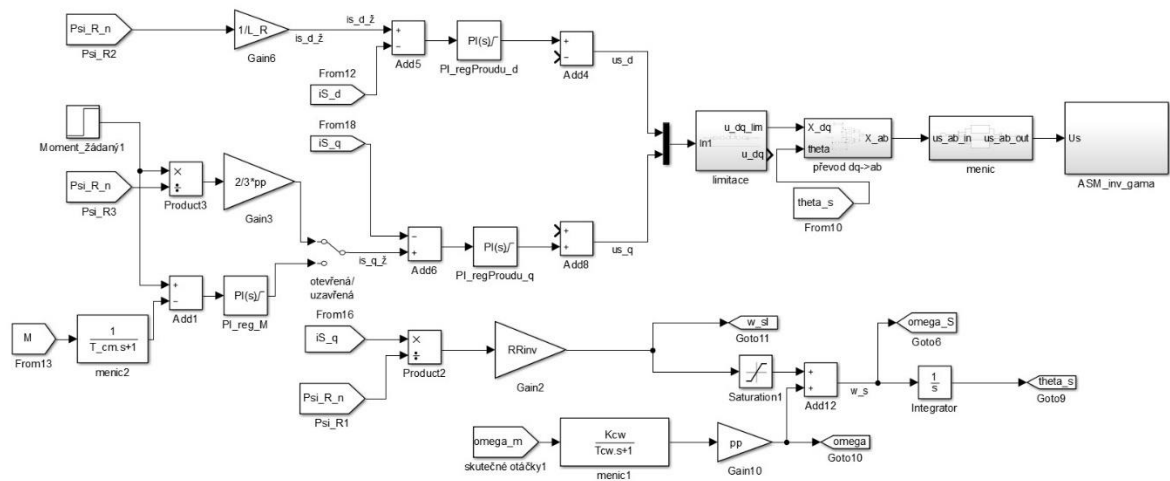 Psi_R_n
Psi_R2
1/L_R
Gain6
is_d_ž
is_d_ž
+
−
Add5
From12
iS_d
PI(s)
PI_regProudu_d
+
−
Add4
us_d
Moment_žádaný1
Psi_R_n
Psi_R3
×
÷
Product3
2/3*pp
Gain3
From18
iS_q
otevřená/
uzavřená
is_q_ž
−
+
Add6
PI(s)
PI_regProudu_q
+
Add8
us_q
In1
u_dq_lim
u_dq
limitace
X_dq
theta
X_ab
převod dq->ab
theta_s
From10
us_ab_in
us_ab_out
menic
Us
ASM_inv_gama
M
From13
1
T_cm.s+1
menic2
+
−
Add1
PI(s)
PI_reg_M
From16
iS_q
Psi_R_n
Psi_R1
×
÷
Product2
RRinv
Gain2
w_sl
Goto11
Saturation1
+
+
Add12
w_s
omega_S
Goto6
1
s
Integrator
theta_s
Goto9
omega_m
skutečné otáčky1
Kcw
Tcw.s+1
menic1
pp
Gain10
omega
Goto10